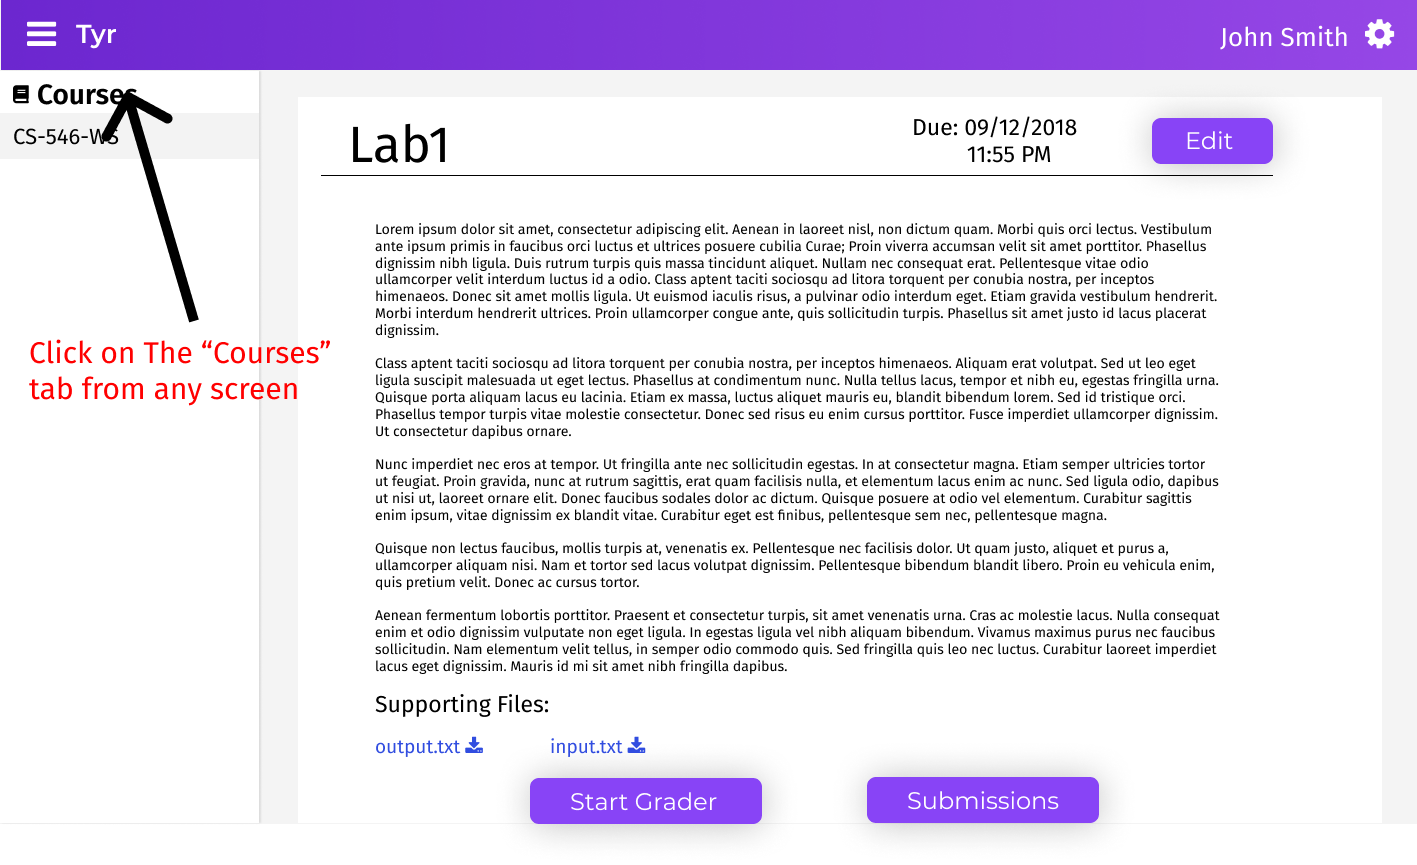 Tyr
John Smith
Courses
CS-546-WS
Click on The “Courses”
tab from any screen
Lab1
Due: 09/12/2018
11:55 PM
Edit
Lorem ipsum dolor sit amet, consectetur adipiscing elit. Aenean in laoreet nisl, non dictum quam. Morbi quis orci lectus. Vestibulum
ante ipsum primis in faucibus orci luctus et ultrices posuere cubilia Curae; Proin viverra accumsan velit sit amet porttitor. Phasellus
dignissim nibh ligula. Duis rutrum turpis quis massa tincidunt aliquet. Nullam nec consequat erat. Pellentesque vitae odio
ullamcorper velit interdum luctus id a odio. Class aptent taciti sociosqu ad litora torquent per conubia nostra, per inceptos
himenaeos. Donec sit amet mollis ligula. Ut euismod iaculis risus, a pulvinar odio interdum eget. Etiam gravida vestibulum hendrerit.
Morbi interdum hendrerit ultrices. Proin ullamcorper congue ante, quis sollicitudin turpis. Phasellus sit amet justo id lacus placerat
dignissim.
Class aptent taciti sociosqu ad litora torquent per conubia nostra, per inceptos himenaeos. Aliquam erat volutpat. Sed ut leo eget
ligula suscipit malesuada ut eget lectus. Phasellus at condimentum nunc. Nulla tellus lacus, tempor et nibh eu, egestas fringilla urna.
Quisque porta aliquam lacus eu lacinia. Etiam ex massa, luctus aliquet mauris eu, blandit bibendum lorem. Sed id tristique orci.
Phasellus tempor turpis vitae molestie consectetur. Donec sed risus eu enim cursus porttitor. Fusce imperdiet ullamcorper dignissim.
Ut consectetur dapibus ornare.
Nunc imperdiet nec eros at tempor. Ut fringilla ante nec sollicitudin egestas. In at consectetur magna. Etiam semper ultricies tortor
ut feugiat. Proin gravida, nunc at rutrum sagittis, erat quam facilisis nulla, et elementum lacus enim ac nunc. Sed ligula odio, dapibus
ut nisi ut, laoreet ornare elit. Donec faucibus sodales dolor ac dictum. Quisque posuere at odio vel elementum. Curabitur sagittis
enim ipsum, vitae dignissim ex blandit vitae. Curabitur eget est finibus, pellentesque sem nec, pellentesque magna.
Quisque non lectus faucibus, mollis turpis at, venenatis ex. Pellentesque nec facilisis dolor. Ut quam justo, aliquet et purus a,
ullamcorper aliquam nisi. Nam et tortor sed lacus volutpat dignissim. Pellentesque bibendum blandit libero. Proin eu vehicula enim,
quis pretium velit. Donec ac cursus tortor.
Aenean fermentum lobortis porttitor. Praesent et consectetur turpis, sit amet venenatis urna. Cras ac molestie lacus. Nulla consequat
enim et odio dignissim vulputate non eget ligula. In egestas ligula vel nibh aliquam bibendum. Vivamus maximus purus nec faucibus
sollicitudin. Nam elementum velit tellus, in semper odio commodo quis. Sed fringilla quis leo nec luctus. Curabitur laoreet imperdiet
lacus eget dignissim. Mauris id mi sit amet nibh fringilla dapibus.
Supporting Files:
output.txt
input.txt
Start Grader
Submissions